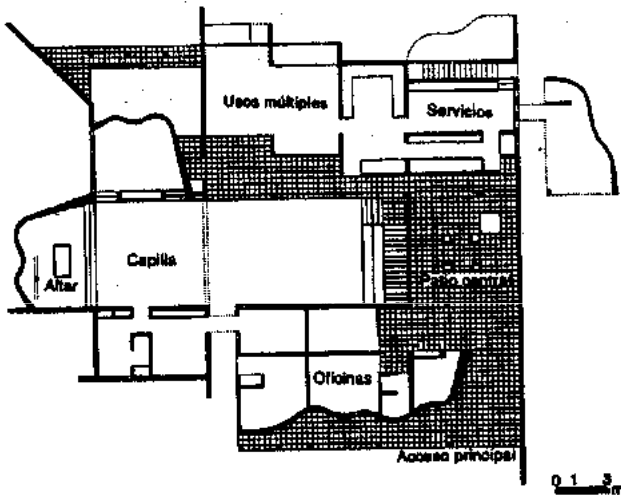 Usos múltiples
Servicios
Capilla
Altar
Patio central
Oficinas
Acceso principal
0 1 3
m